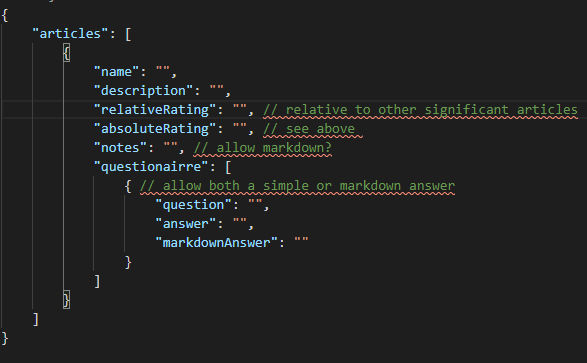 {
    "articles": [
        {
            "name": "",
            "description": "",
            "relativeRating": "", // relative to other significant articles
            "absoluteRating": "", // see above
            "notes": "", // allow markdown?
            "questionairre": [
                { // allow both a simple or markdown answer
                    "question": "",
                    "answer": "",
                    "markdownAnswer": ""
                }
            ]
        }
    ]
}